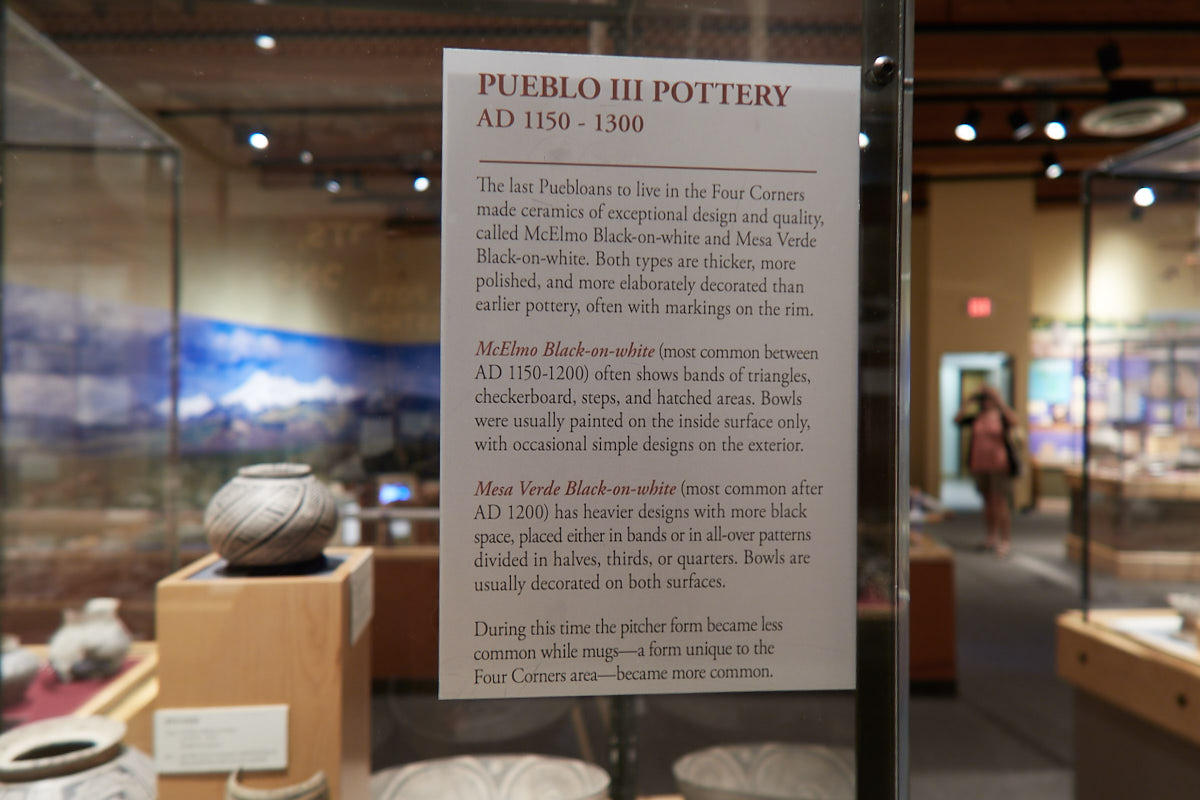 PUEBLO III POTTERY
AD 1150 - 1300
The last Puebloans to live in the Four Corners
made ceramics of exceptional design and quality,
called McElmo Black-on-white and Mesa Verde
Black-on-white. Both types are thicker, more
polished, and more elaborately decorated than
earlier pottery, often with markings on the rim.
McElmo Black-on-white (most common between
AD 1150-1200) often shows bands of triangles,
checkerboard, steps, and hatched areas. Bowls
were usually painted on the inside surface only,
with occasional simple designs on the exterior.
Mesa Verde Black-on-white (most common after
AD 1200) has heavier designs with more black
space, placed either in bands or in all-over patterns
divided in halves, thirds, or quarters. Bowls are
usually decorated on both surfaces.
During this time the pitcher form became less
common while mugs—a form unique to the
Four Corners area—became more common.